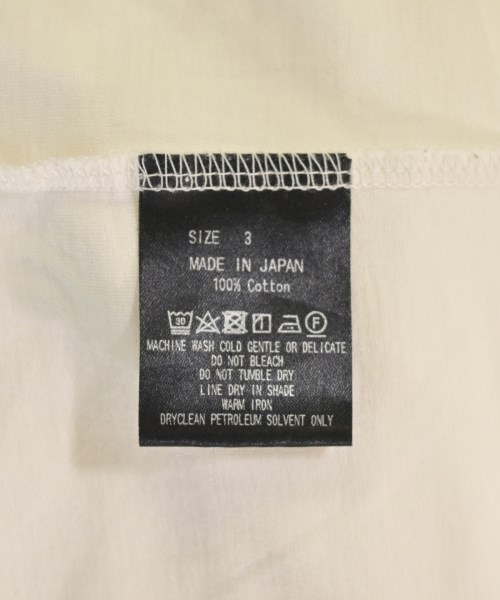 SIZE 3
MADE IN JAPAN
100% Cotton
30 F
MACHINE WASH COLD GENTLE OR DELICATE
DO NOT BLEACH
DO NOT TUMBLE DRY
LINE DRY IN SHADE
WARM IRON
DRYCLEAN PETROLEUM SOLVENT ONLY